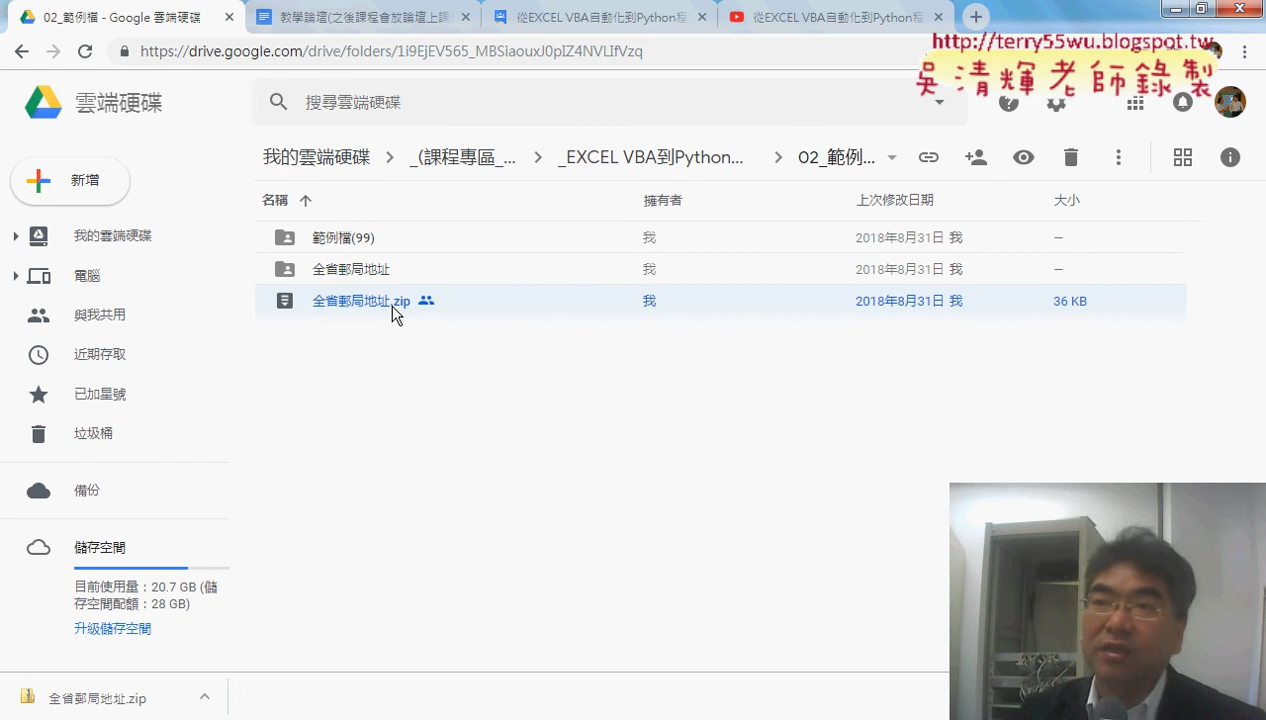 02_範例檔 - Google 雲端硬碟
教學論壇(之後課程會放論壇上課
從EXCEL VBA自動化到Python程
從EXCEL VBA自動化到Python程
https://drive.google.com/drive/folders/1i9EjEV565_MBSiaouxJ0pIZ4NVLIfVzq
http://terry55wu.blogspot.tw
吳清輝老師錄製
雲端硬碟
搜尋雲端硬碟
新增
我的雲端硬碟
_(課程專區_...
_EXCEL VBA到Python...
02_範例...
名稱
擁有者
上次修改日期
大小
範例檔(99)
我
2018年8月31日 我
–
全省郵局地址
我
2018年8月31日 我
–
全省郵局地址.zip
我
2018年8月31日 我
36 KB
我的雲端硬碟
電腦
與我共用
近期存取
已加星號
垃圾桶
備份
儲存空間
目前使用量：20.7 GB (儲
存空間配額：28 GB)
升級儲存空間
全省郵局地址.zip